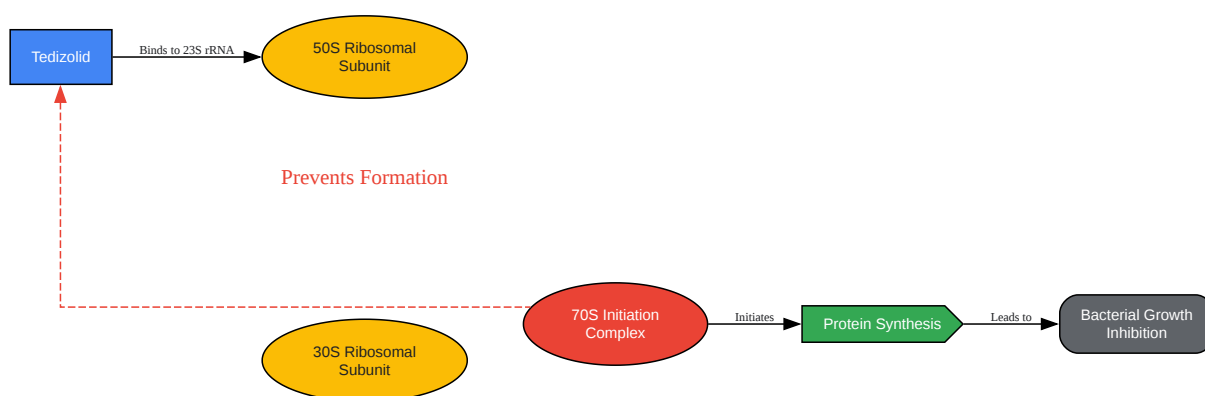 Tedizolid
Binds to 23S rRNA
50S Ribosomal
Subunit
Prevents Formation
70S Initiation
Complex
Initiates
Protein Synthesis
Leads to
Bacterial Growth
Inhibition
30S Ribosomal
Subunit